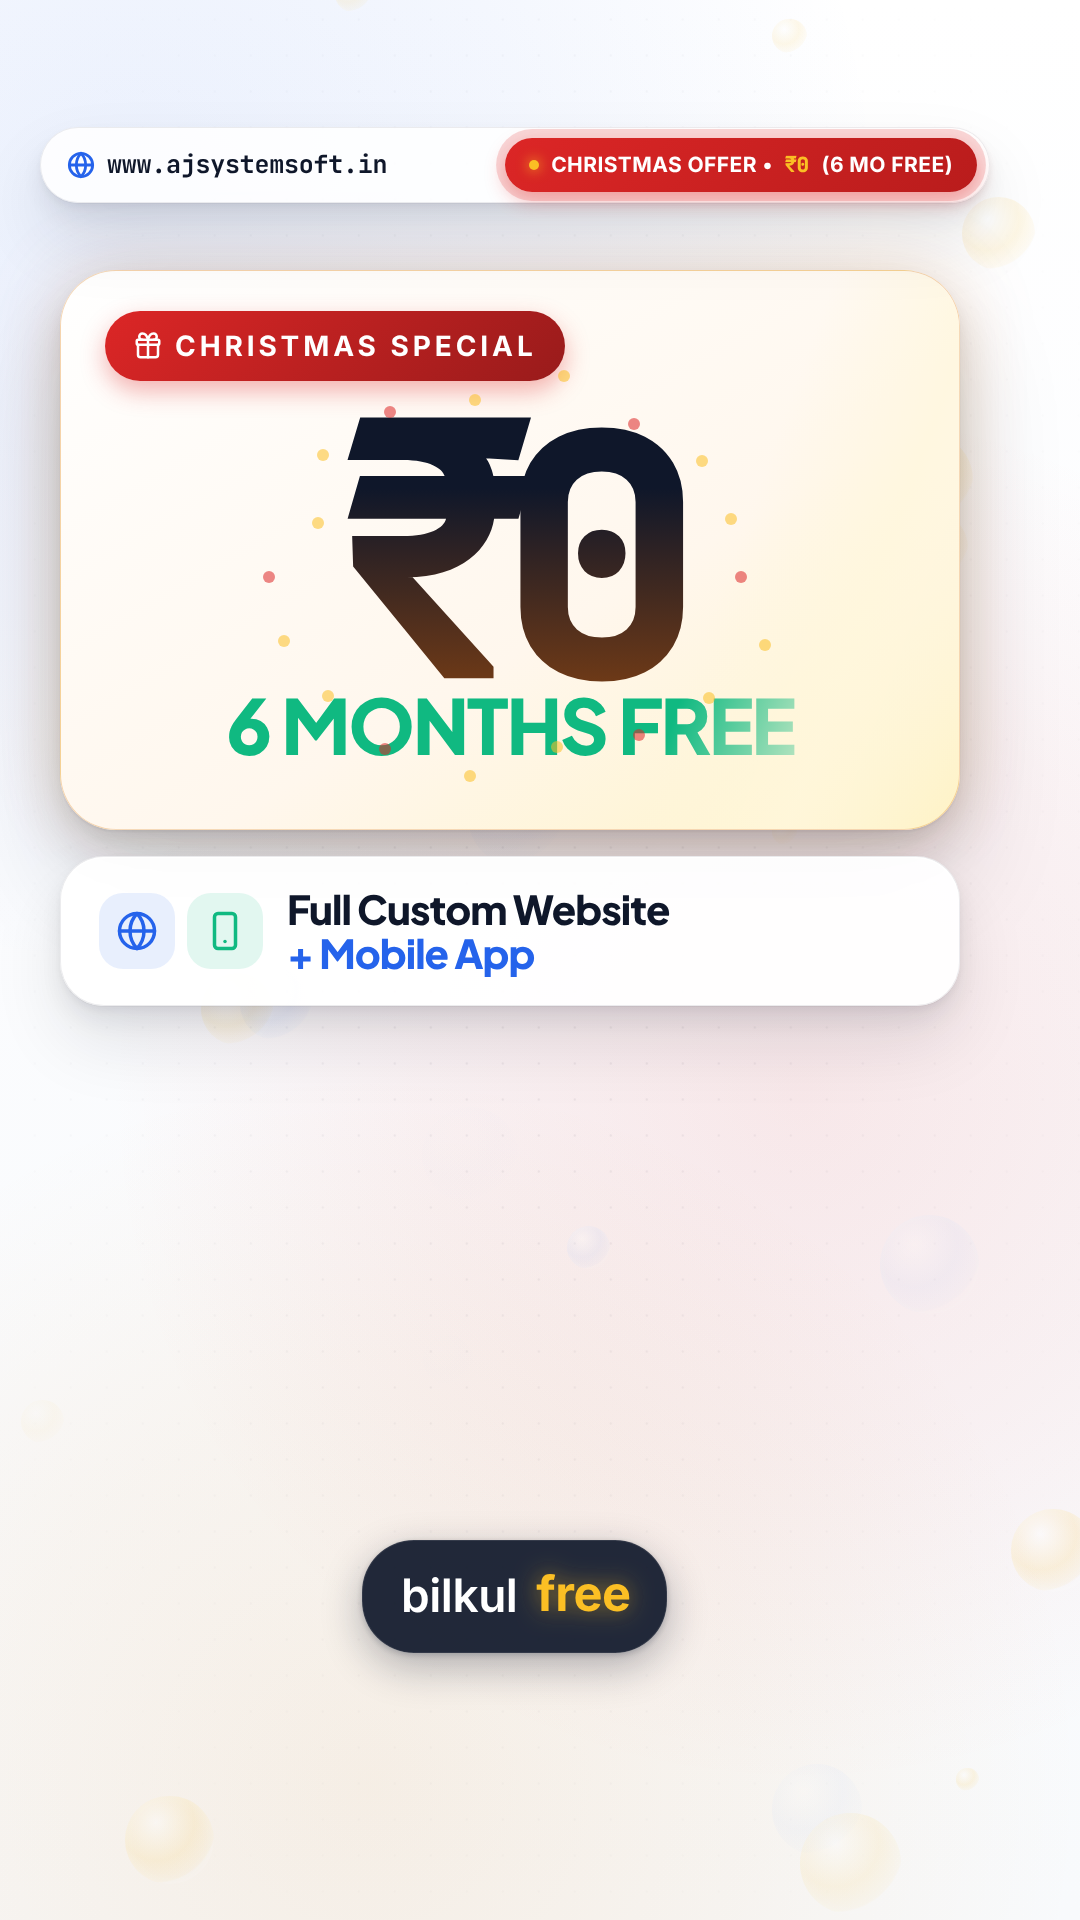 www.ajsystemsoft.in
CHRISTMAS OFFER • ₹0 (6 MO FREE)
CHRISTMAS SPECIAL
₹0
6 MONTHS FREE
Full Custom Website
+ Mobile App
bilkul free